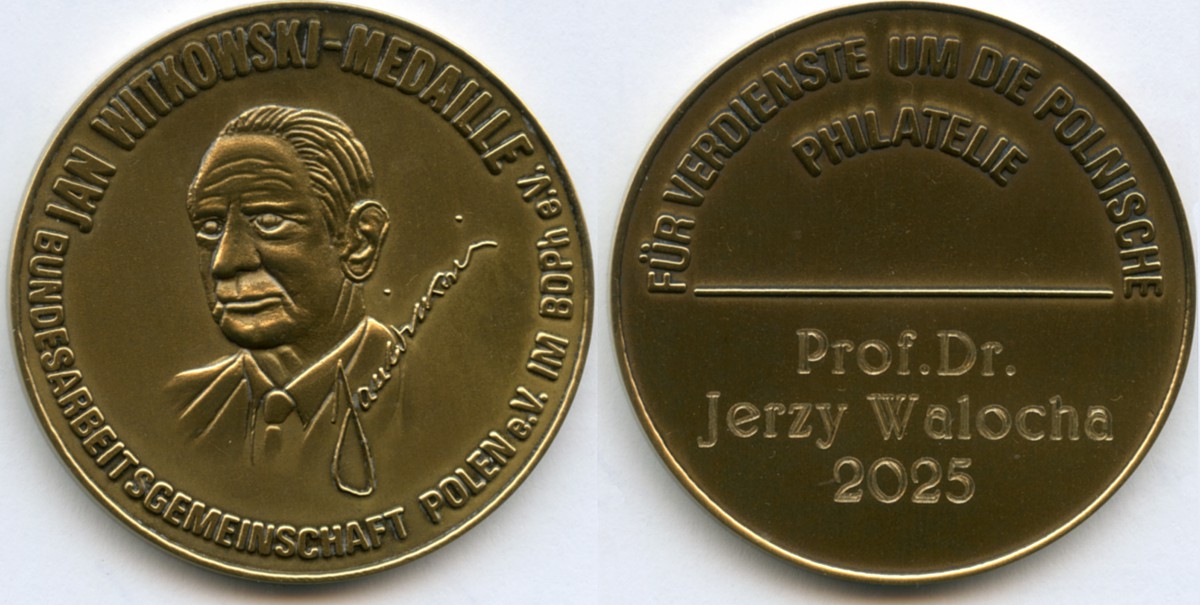 JAN WITKOWSKI-MEDAILLE
BUNDESARBEITSGEMEINSCHAFT POLEN e.V. IM BDPh e.V.
FÜR VERDIENSTE UM DIE POLNISCHE
PHILATELIE
Prof.Dr.
Jerzy Walocha
2025